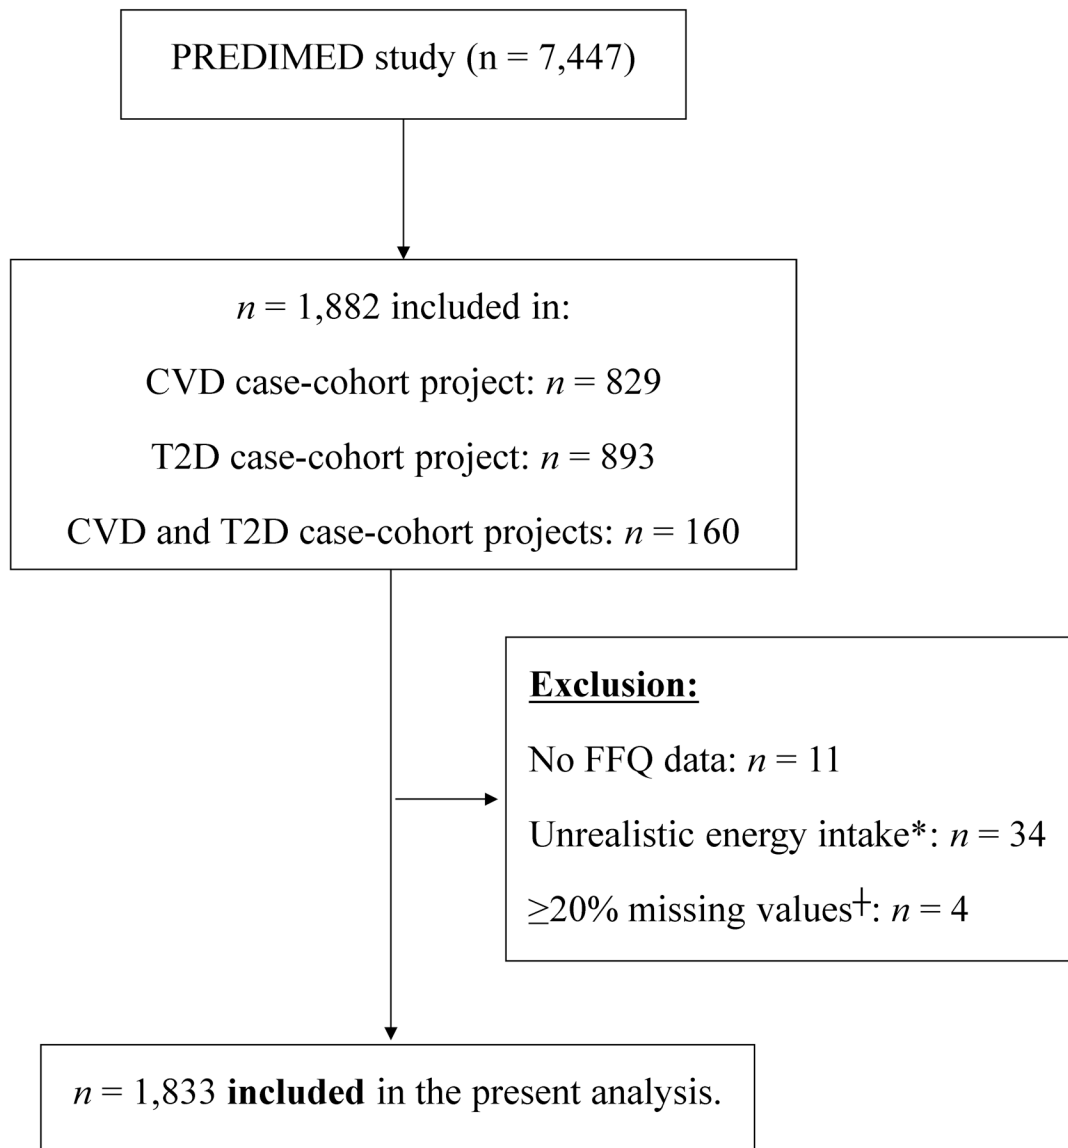 PREDIMED study (n = 7,447)
n = 1,882 included in:
CVD case-cohort project: n = 829
T2D case-cohort project: n = 893
CVD and T2D case-cohort projects: n = 160
Exclusion:
No FFQ data: n = 11
Unrealistic energy intake*: n = 34
≥20% missing values†: n = 4
n = 1,833 included in the present analysis.